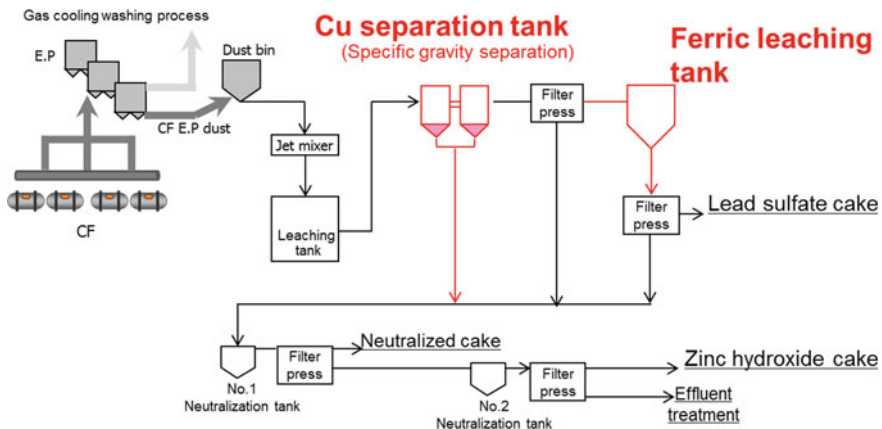 Gas cooling washing process
E.P
Dust bin
CF E.P dust
CF
Jet mixer
Leaching
tank
Cu separation tank
(Specific gravity separation)
Filter
press
Ferric leaching
tank
Filter
press
Lead sulfate cake
No.1
Neutralization tank
Filter
press
Neutralized cake
No.2
Neutralization tank
Filter
press
Zinc hydroxide cake
Effluent
treatment